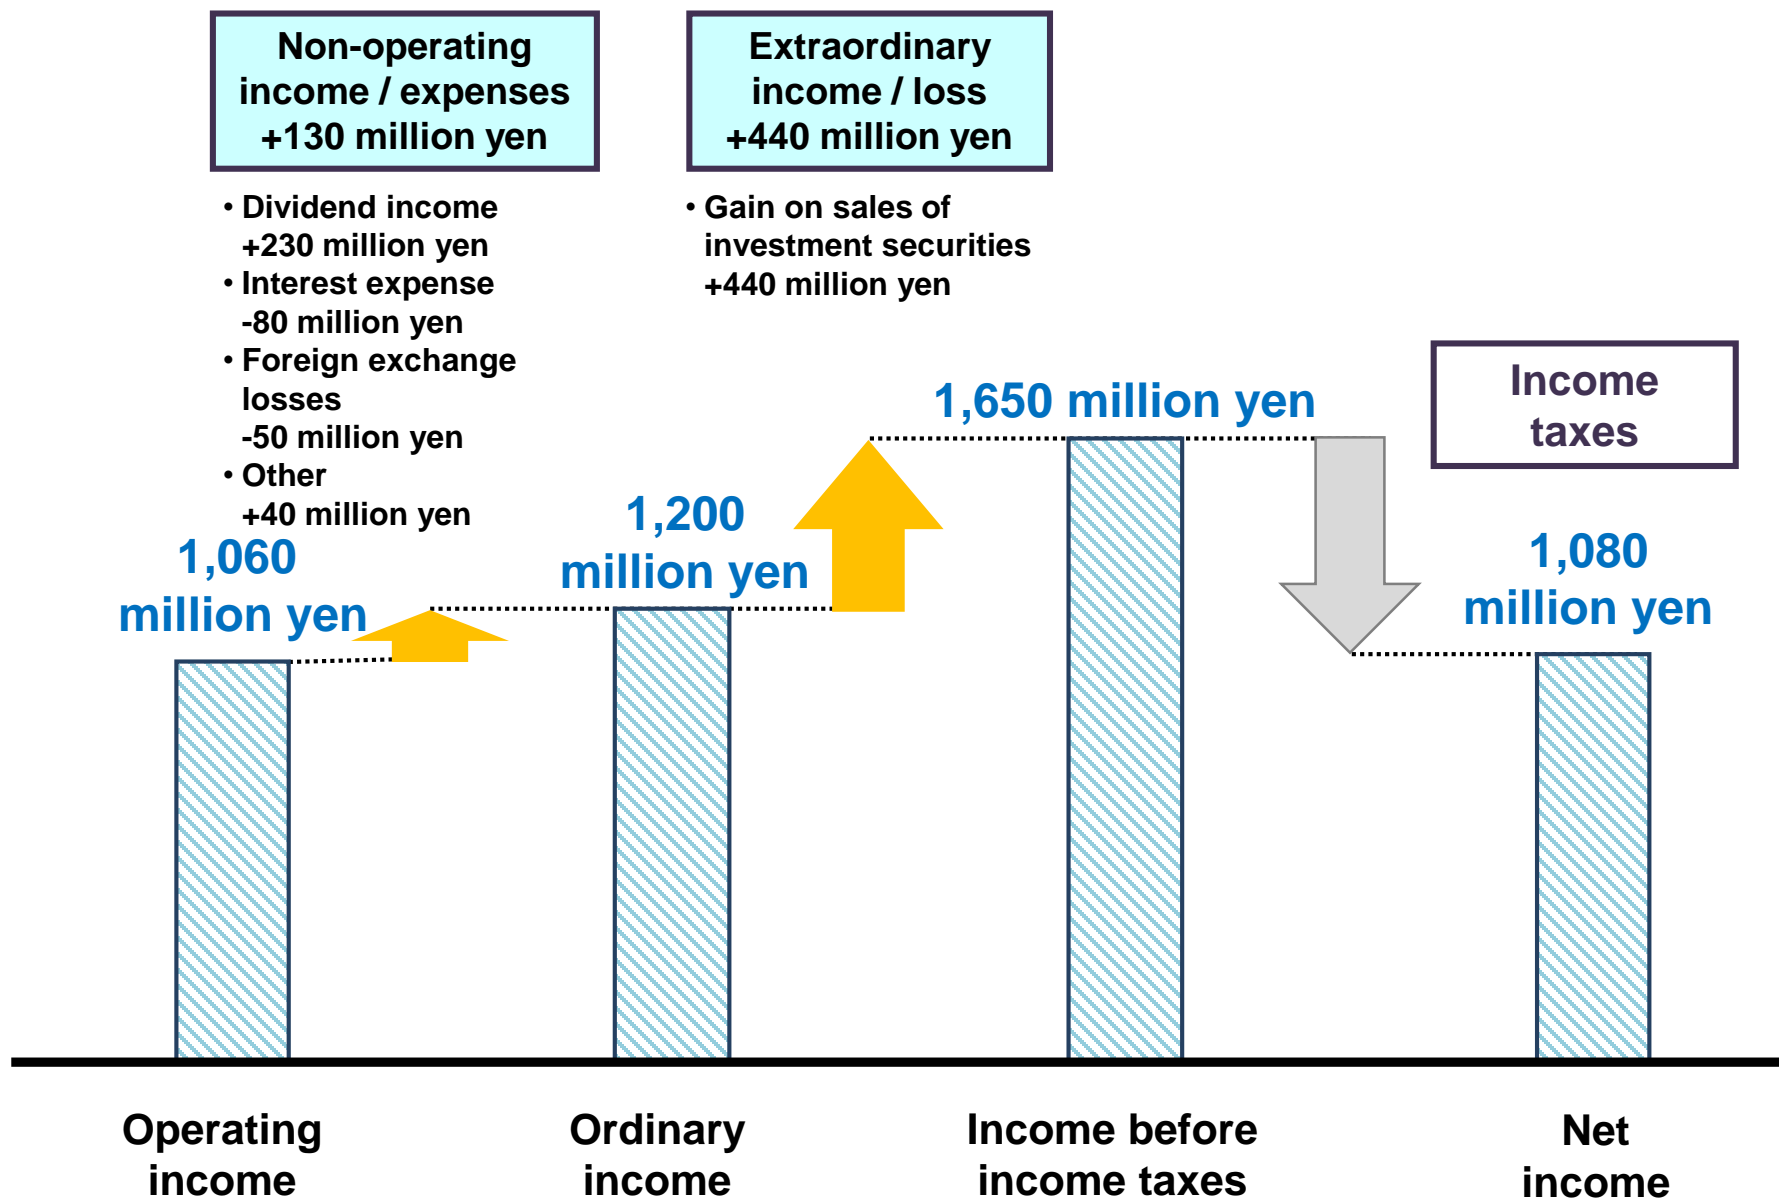 Non-operating
income / expenses
+130 million yen
• Dividend income
+230 million yen
• Interest expense
-80 million yen
• Foreign exchange
losses
-50 million yen
• Other
+40 million yen
Extraordinary
income / loss
+440 million yen
• Gain on sales of
investment securities
+440 million yen
Income
taxes
1,060
million yen
1,200
million yen
1,650 million yen
1,080
million yen
Operating
income
Ordinary
income
Income before
income taxes
Net
income